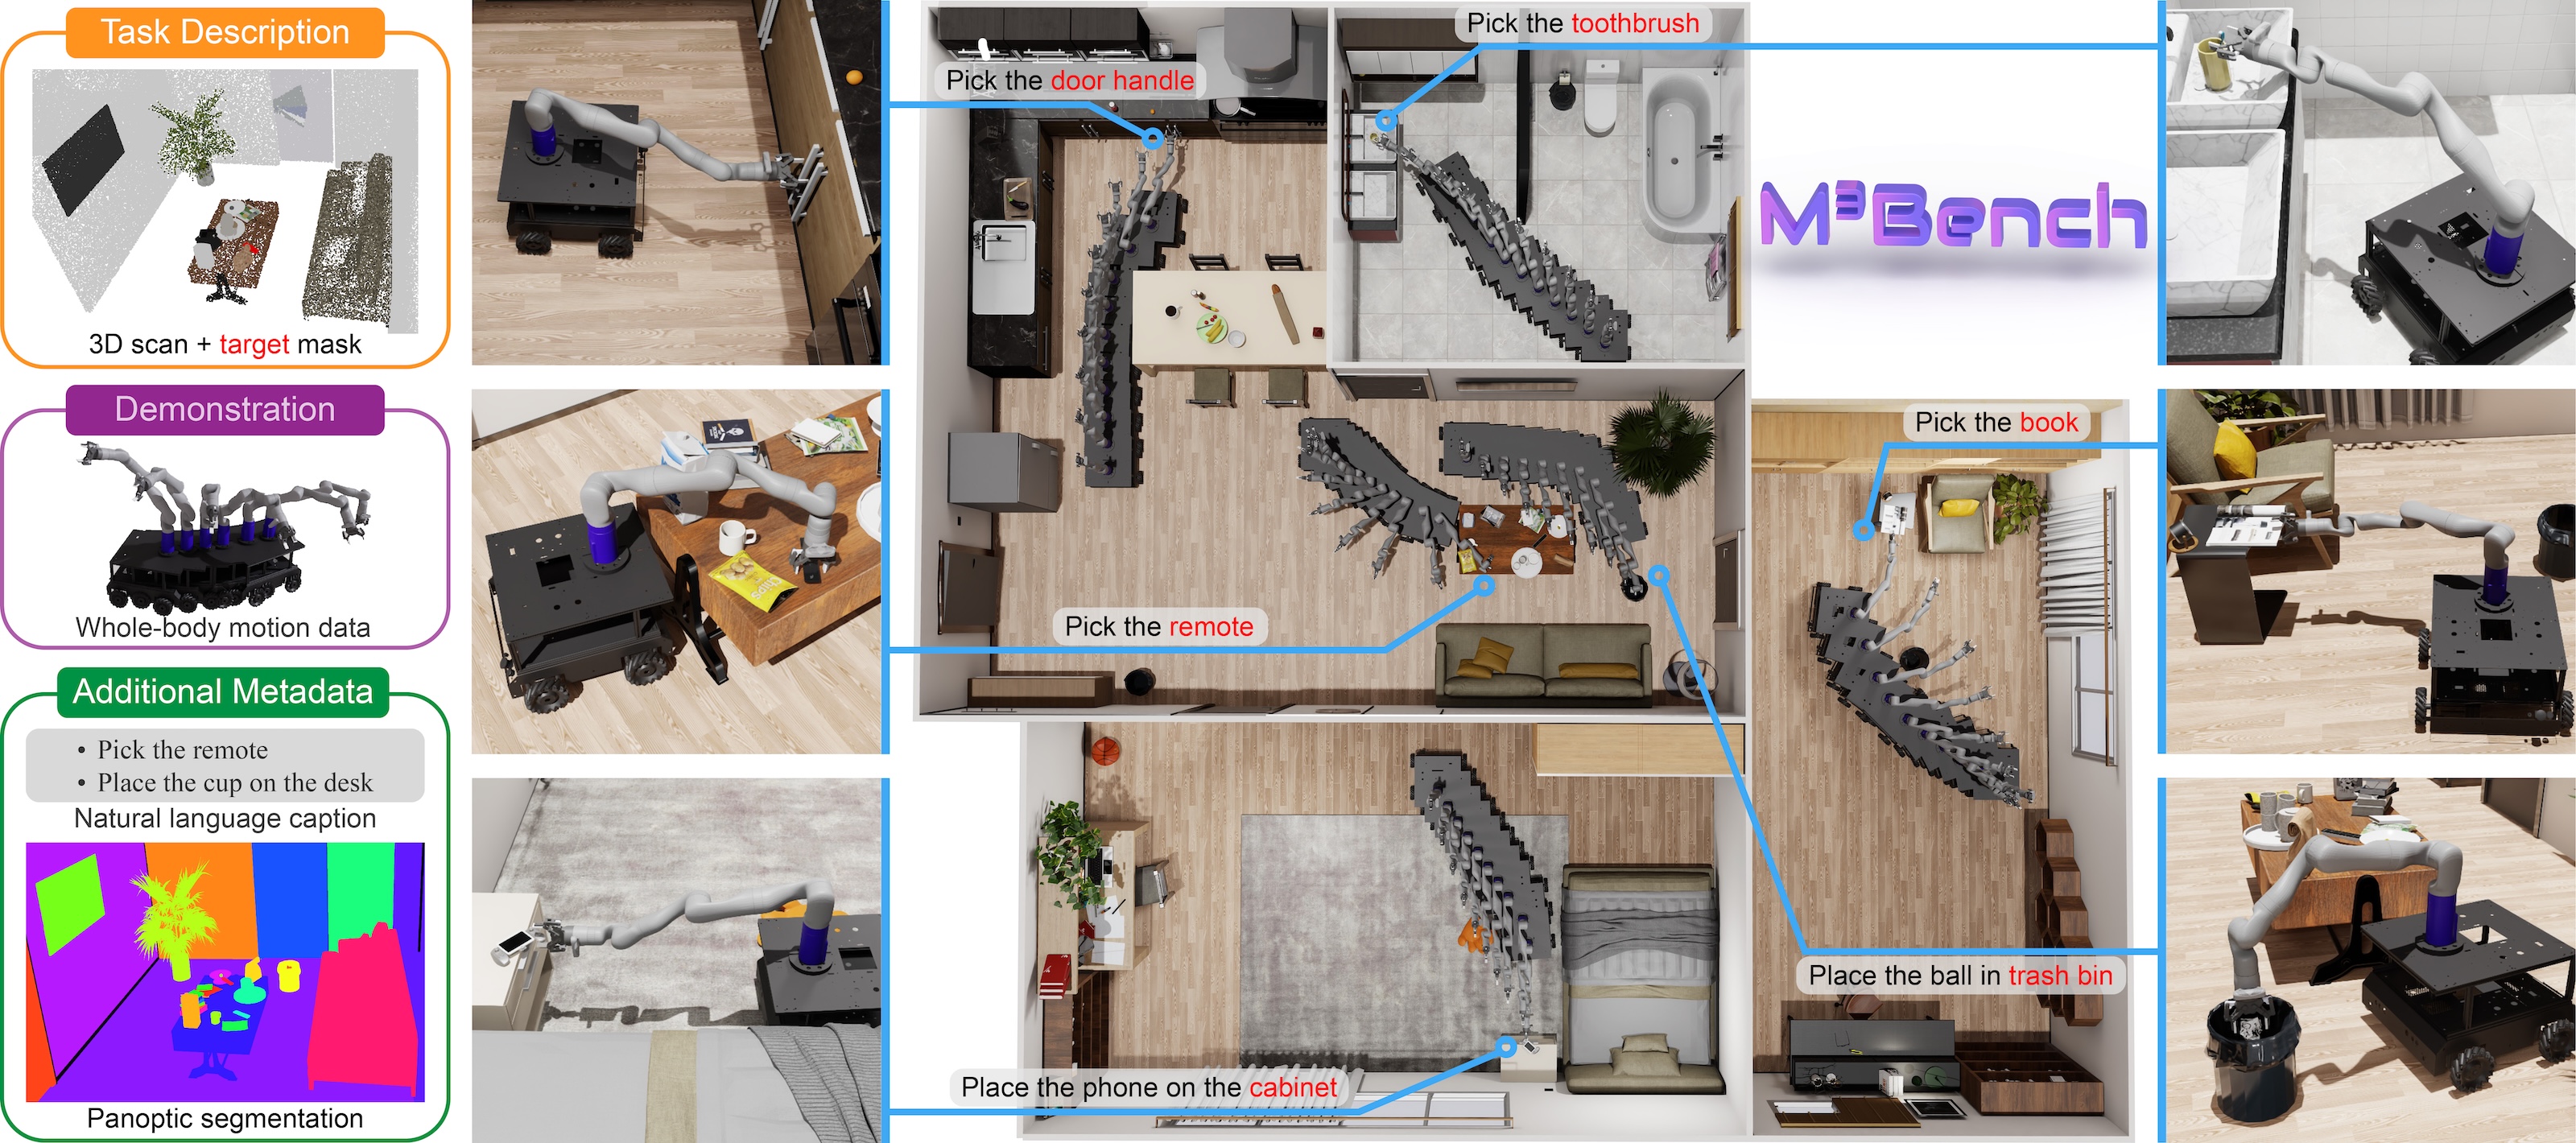 Task Description
3D scan + target mask
Demonstration
Whole-body motion data
Additional Metadata
• Pick the remote
• Place the cup on the desk
Natural language caption
Panoptic segmentation
Pick the door handle
Pick the toothbrush
M³Bench
Pick the book
Pick the remote
Place the ball in trash bin
Place the phone on the cabinet
Chips